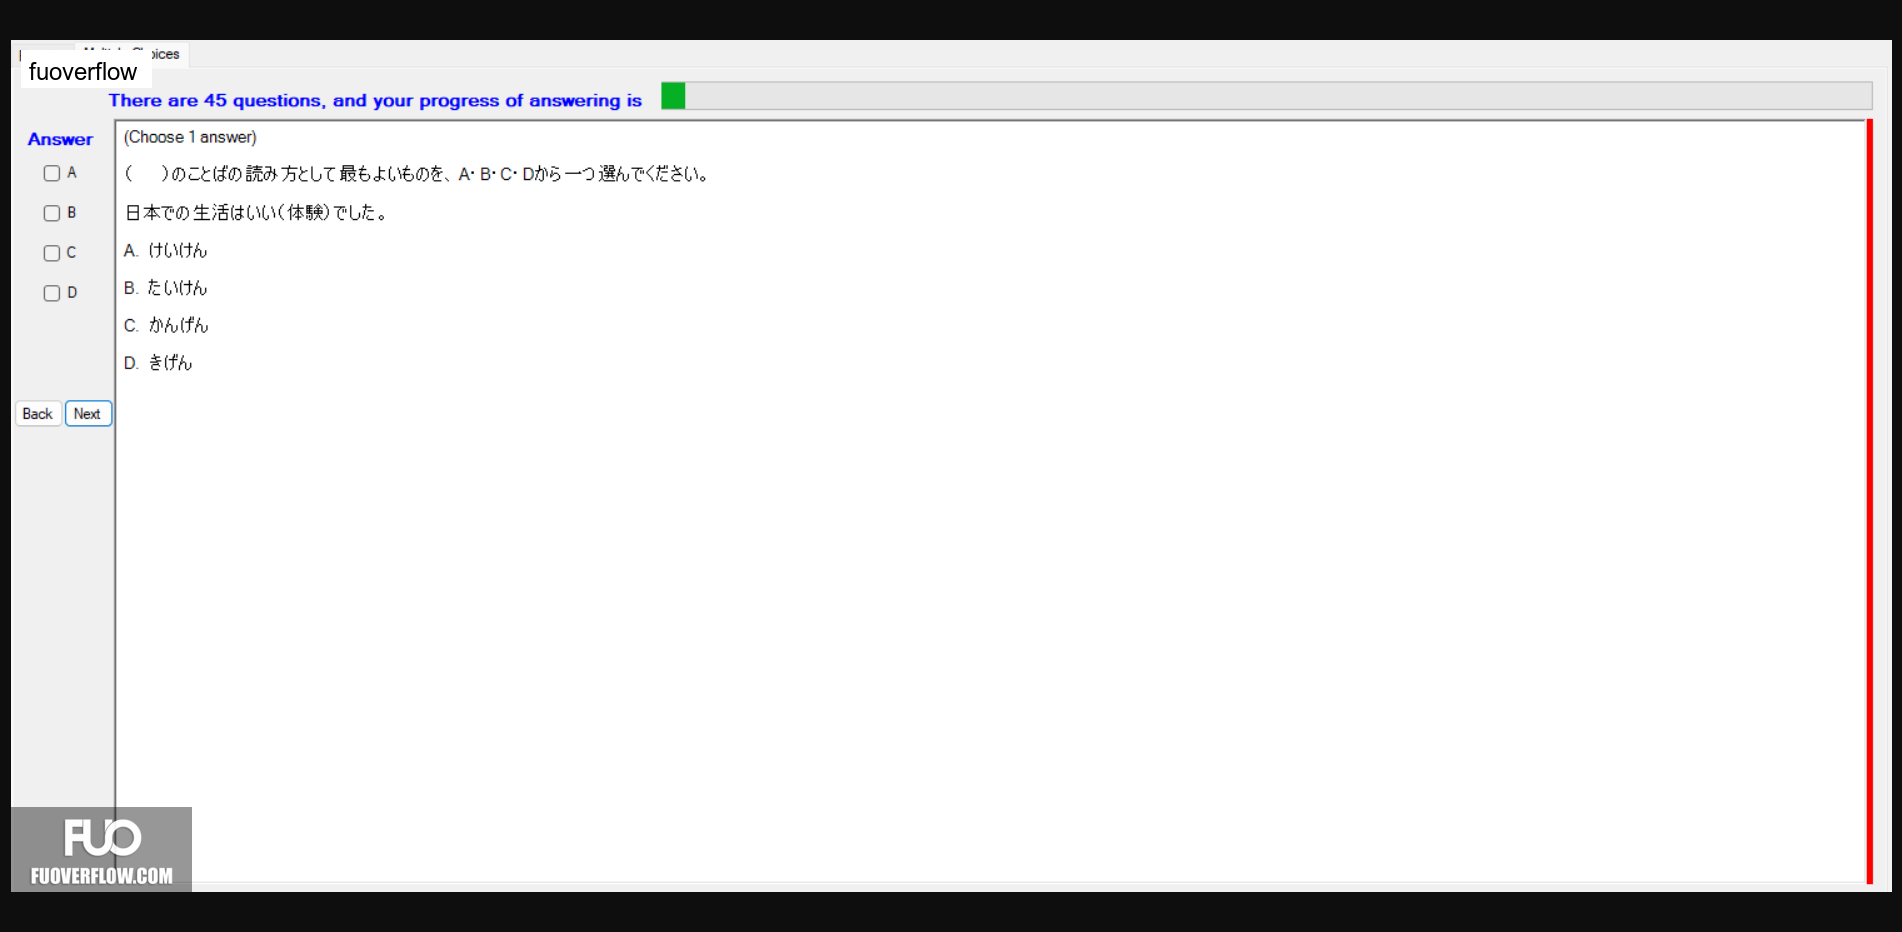 ices
fuoverflow
There are 45 questions, and your progress of answering is
Answer
(Choose 1 answer)
A
(　　)のことばの読み方として最もよいものを、A・B・C・Dから一つ選んでください。
B
日本での生活はいい(体験)でした。
C
A. けいけん
D
B. たいけん
C. かんげん
D. きげん
Back Next
FUO
FUOVERFLOW.COM